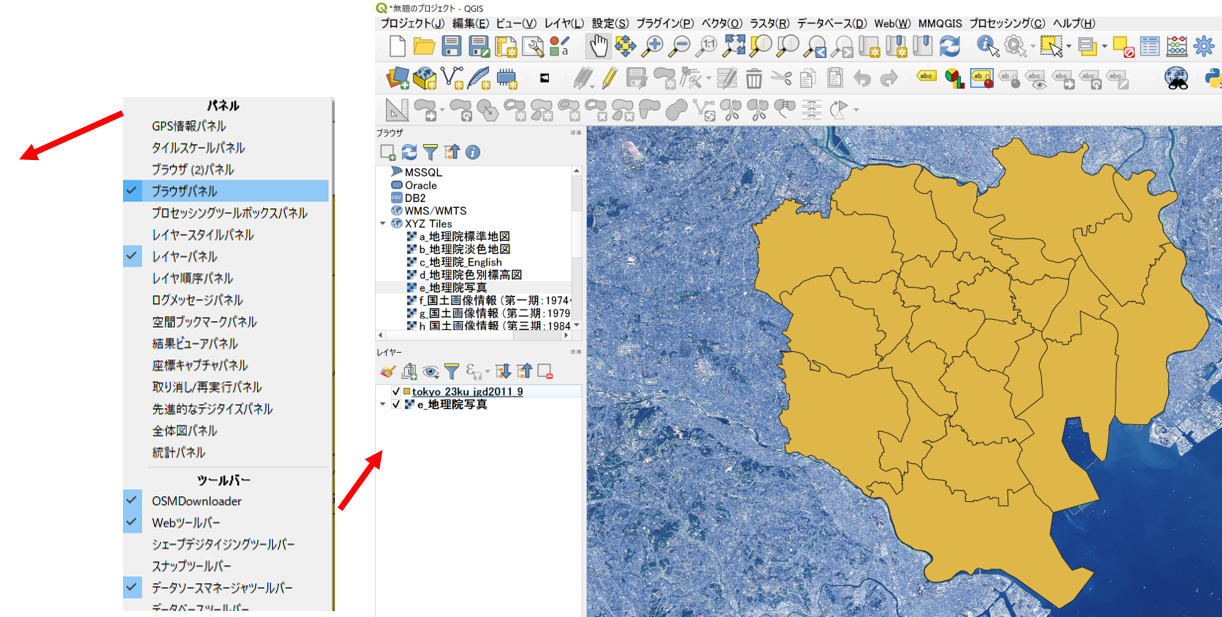 パネル
GPS情報パネル
タイルスケールパネル
ブラウザ (2)パネル
ブラウザパネル
プロセッシングツールボックスパネル
レイヤースタイルパネル
レイヤーパネル
レイヤ順序パネル
ログメッセージパネル
空間ブックマークパネル
結果ビューアパネル
座標キャプチャパネル
取り消し/再実行パネル
先進的なデジタイズパネル
全体図パネル
統計パネル
ツールバー
OSMDownloader
Webツールバー
シェープデジタイジングツールバー
スナップツールバー
データソースマネージャツールバー
データベースツールバー
*無題のプロジェクト - QGIS
プロジェクト(J) 編集(E) ビュー(V) レイヤ(L) 設定(S) プラグイン(P) ベクタ(O) ラスタ(R) データベース(D) Web(W) MMQGIS プロセッシング(C) ヘルプ(H)
ブラウザ
MSSQL
Oracle
DB2
WMS/WMTS
XYZ Tiles
a_地理院標準地図
b_地理院淡色地図
c_地理院_English
d_地理院色別標高図
e_地理院写真
f_国土画像情報（第一期：1974
g_国土画像情報（第二期：1979
h_国土画像情報（第三期：1984
レイヤー
tokyo_23ku_jgd2011_9
e_地理院写真